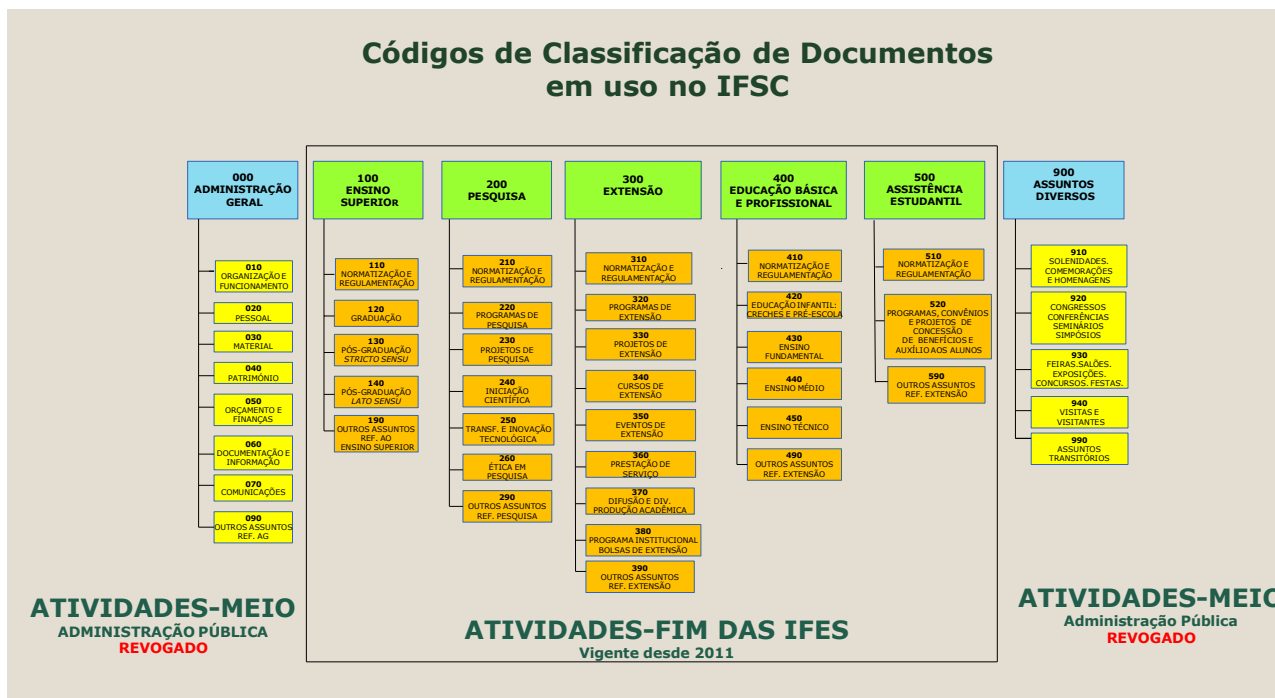 Códigos de Classificação de Documentos
em uso no IFSC
000
ADMINISTRAÇÃO
GERAL
010
ORGANIZAÇÃO E
FUNCIONAMENTO
020
PESSOAL
030
MATERIAL
040
PATRIMÔNIO
050
ORÇAMENTO E
FINANÇAS
060
DOCUMENTAÇÃO E
INFORMAÇÃO
070
COMUNICAÇÕES
090
OUTROS ASSUNTOS
REF. AG
100
ENSINO
SUPERIOR
110
NORMATIZAÇÃO E
REGULAMENTAÇÃO
120
GRADUAÇÃO
130
PÓS-GRADUAÇÃO
STRICTO SENSU
140
PÓS-GRADUAÇÃO
LATO SENSU
190
OUTROS ASSUNTOS
REF. AO
ENSINO SUPERIOR
200
PESQUISA
210
NORMATIZAÇÃO E
REGULAMENTAÇÃO
220
PROGRAMAS DE
PESQUISA
230
PROJETOS DE
PESQUISA
240
INICIAÇÃO
CIENTÍFICA
250
TRANSF. E INOVAÇÃO
TECNOLÓGICA
260
ÉTICA EM
PESQUISA
290
OUTROS ASSUNTOS
REF. PESQUISA
300
EXTENSÃO
310
NORMATIZAÇÃO E
REGULAMENTAÇÃO
320
PROGRAMAS DE
EXTENSÃO
330
PROJETOS DE
EXTENSÃO
340
CURSOS DE
EXTENSÃO
350
EVENTOS DE
EXTENSÃO
360
PRESTAÇÃO DE
SERVIÇO
370
DIFUSÃO E DIV.
PRODUÇÃO ACADÊMICA
380
PROGRAMA INSTITUCIONAL
BOLSAS DE EXTENSÃO
390
OUTROS ASSUNTOS
REF. EXTENSÃO
400
EDUCAÇÃO BÁSICA
E PROFISSIONAL
410
NORMATIZAÇÃO E
REGULAMENTAÇÃO
420
EDUCAÇÃO INFANTIL:
CRECHES E PRÉ-ESCOLA
430
ENSINO
FUNDAMENTAL
440
ENSINO MÉDIO
450
ENSINO TÉCNICO
490
OUTROS ASSUNTOS
REF. EXTENSÃO
500
ASSISTÊNCIA
ESTUDANTIL
510
NORMATIZAÇÃO E
REGULAMENTAÇÃO
520
PROGRAMAS, CONVÊNIOS
E PROJETOS DE
CONCESSÃO
DE BENEFÍCIOS E
AUXÍLIO AOS ALUNOS
590
OUTROS ASSUNTOS
REF. EXTENSÃO
900
ASSUNTOS
DIVERSOS
910
SOLENIDADES.
COMEMORAÇÕES
E HOMENAGENS
920
CONGRESSOS
CONFERÊNCIAS
SEMINÁRIOS
SIMPÓSIOS
930
FEIRAS.SALÕES.
EXPOSIÇÕES.
CONCURSOS. FESTAS.
940
VISITAS E
VISITANTES
990
ASSUNTOS
TRANSITÓRIOS
ATIVIDADES-MEIO
ADMINISTRAÇÃO PÚBLICA
REVOGADO
ATIVIDADES-FIM DAS IFES
Vigente desde 2011
ATIVIDADES-MEIO
Administração Pública
REVOGADO